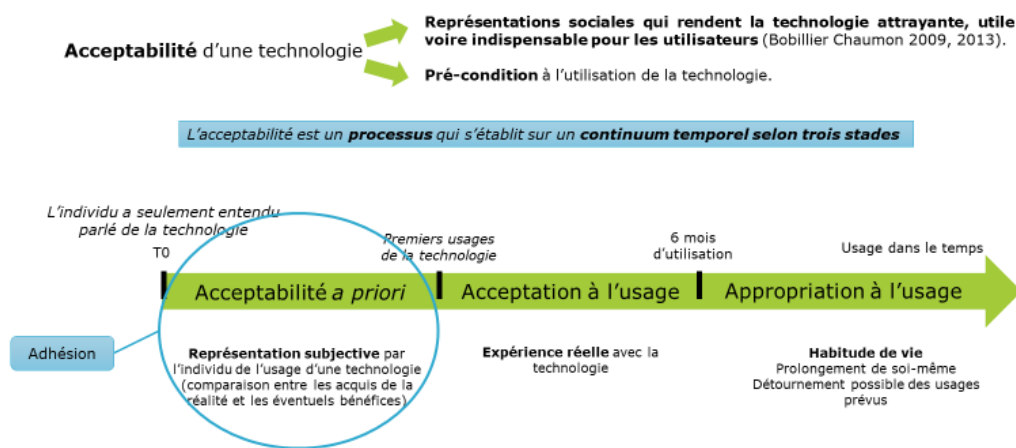 Acceptabilité d'une technologie
Représentations sociales qui rendent la technologie attrayante, utile
voire indispensable pour les utilisateurs (Bobillier Chaumon 2009, 2013).
Pré-condition à l'utilisation de la technologie.
L'acceptabilité est un processus qui s'établit sur un continuum temporel selon trois stades
L'individu a seulement entendu
parlé de la technologie
T0
Premiers usages
de la technologie
6 mois
d'utilisation
Usage dans le temps
Acceptabilité a priori
Acceptation à l'usage
Appropriation à l'usage
Adhésion
Représentation subjective par
l'individu de l'usage d'une technologie
(comparaison entre les acquis de la
réalité et les éventuels bénéfices)
Expérience réelle avec la
technologie
Habitude de vie
Prolongement de soi-même
Détournement possible des usages
prévus